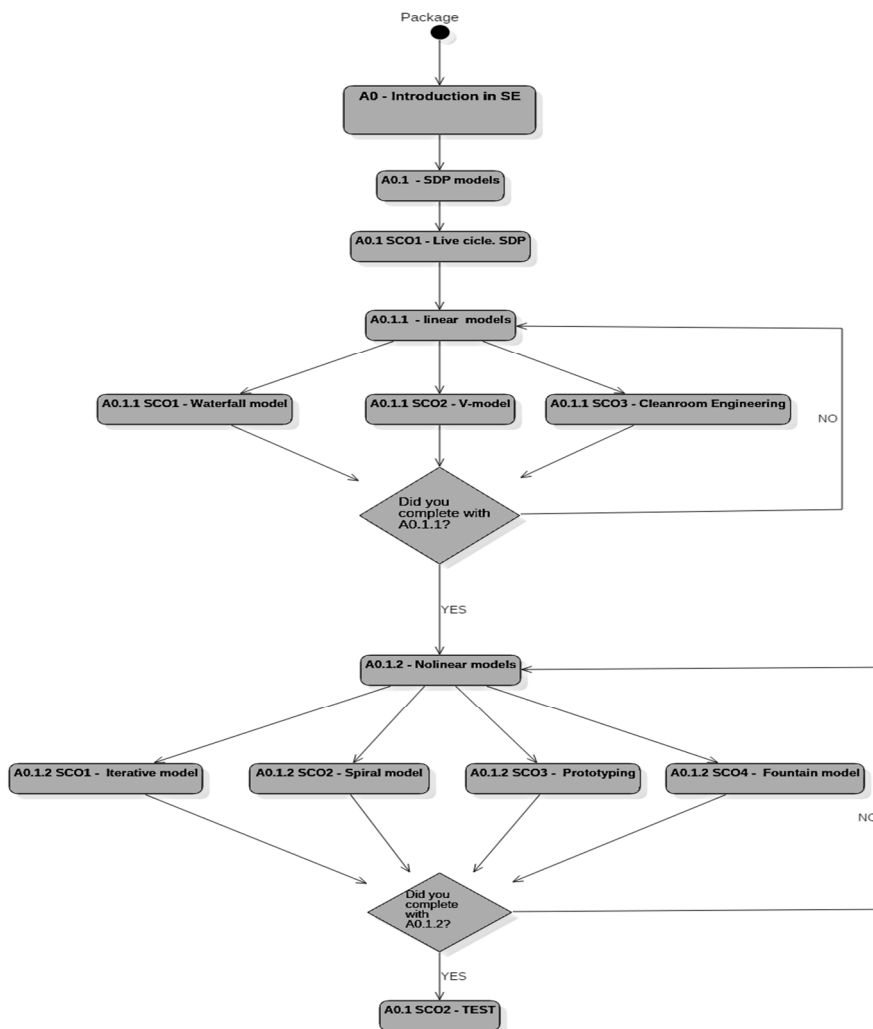 Package
A0 - Introduction in SE
A0.1 - SDP models
A0.1 SCO1 - Live cicle. SDP
A0.1.1 - linear models
A0.1.1 SCO1 - Waterfall model
A0.1.1 SCO2 - V-model
A0.1.1 SCO3 - Cleanroom Engineering
NO
Did you
complete with
A0.1.1?
YES
A0.1.2 - Nolinear models
A0.1.2 SCO1 - Iterative model
A0.1.2 SCO2 - Spiral model
A0.1.2 SCO3 - Prototyping
A0.1.2 SCO4 - Fountain model
NO
Did you
complete
with
A0.1.2?
YES
A0.1 SCO2 - TEST